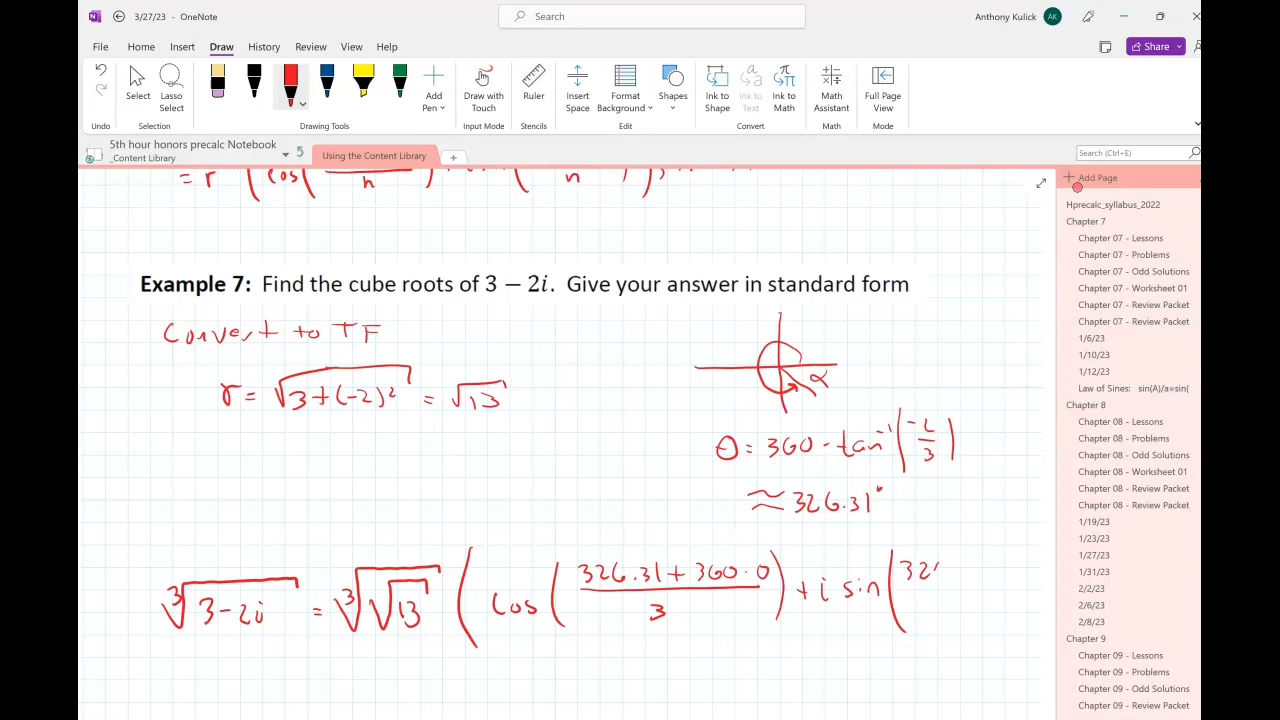 3/27/23 - OneNote
Search
Anthony Kulick
AK
File Home Insert Draw History Review View Help
Share
Select
Lasso Select
Add Pen
Draw with Touch
Ruler
Insert Space
Format Background
Shapes
Ink to Shape
Ink to Text
Ink to Math
Math Assistant
Full Page View
Undo
Selection
Drawing Tools
Input Mode
Stencils
Edit
Convert
Math
Mode
5th hour honors precalc Notebook
_Content Library
Using the Content Library
Search (Ctrl+E)
= r (cos( n ) n ),
Example 7: Find the cube roots of 3 − 2i. Give your answer in standard form
Convert to TF
r = √3+(-2)² = √13
α
θ = 360 - tan⁻¹(-2/3)
≈ 326.31°
∛3-2i = ∛√13 (cos((326.31+360·0)/3) + i sin(326
Add Page
Hprecalc_syllabus_2022
Chapter 7
Chapter 07 - Lessons
Chapter 07 - Problems
Chapter 07 - Odd Solutions
Chapter 07 - Worksheet 01
Chapter 07 - Review Packet
Chapter 07 - Review Packet
1/6/23
1/10/23
1/12/23
Law of Sines: sin(A)/a=sin(
Chapter 8
Chapter 08 - Lessons
Chapter 08 - Problems
Chapter 08 - Odd Solutions
Chapter 08 - Worksheet 01
Chapter 08 - Review Packet
Chapter 08 - Review Packet
1/19/23
1/23/23
1/27/23
1/31/23
2/2/23
2/6/23
2/8/23
Chapter 9
Chapter 09 - Lessons
Chapter 09 - Problems
Chapter 09 - Odd Solutions
Chapter 09 - Review Packet